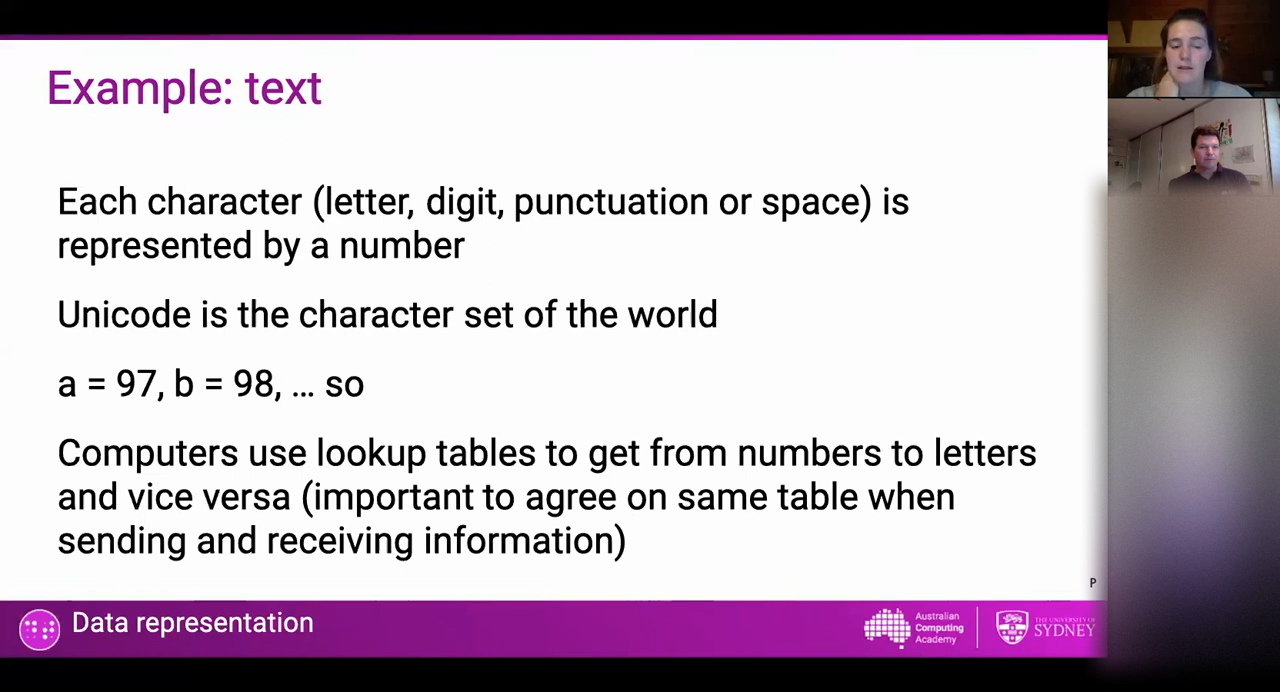 Example: text
Each character (letter, digit, punctuation or space) is
represented by a number
Unicode is the character set of the world
a = 97, b = 98, … so
Computers use lookup tables to get from numbers to letters
and vice versa (important to agree on same table when
sending and receiving information)
P
Data representation
Australian
Computing
Academy
THE UNIVERSITY OF
SYDNEY